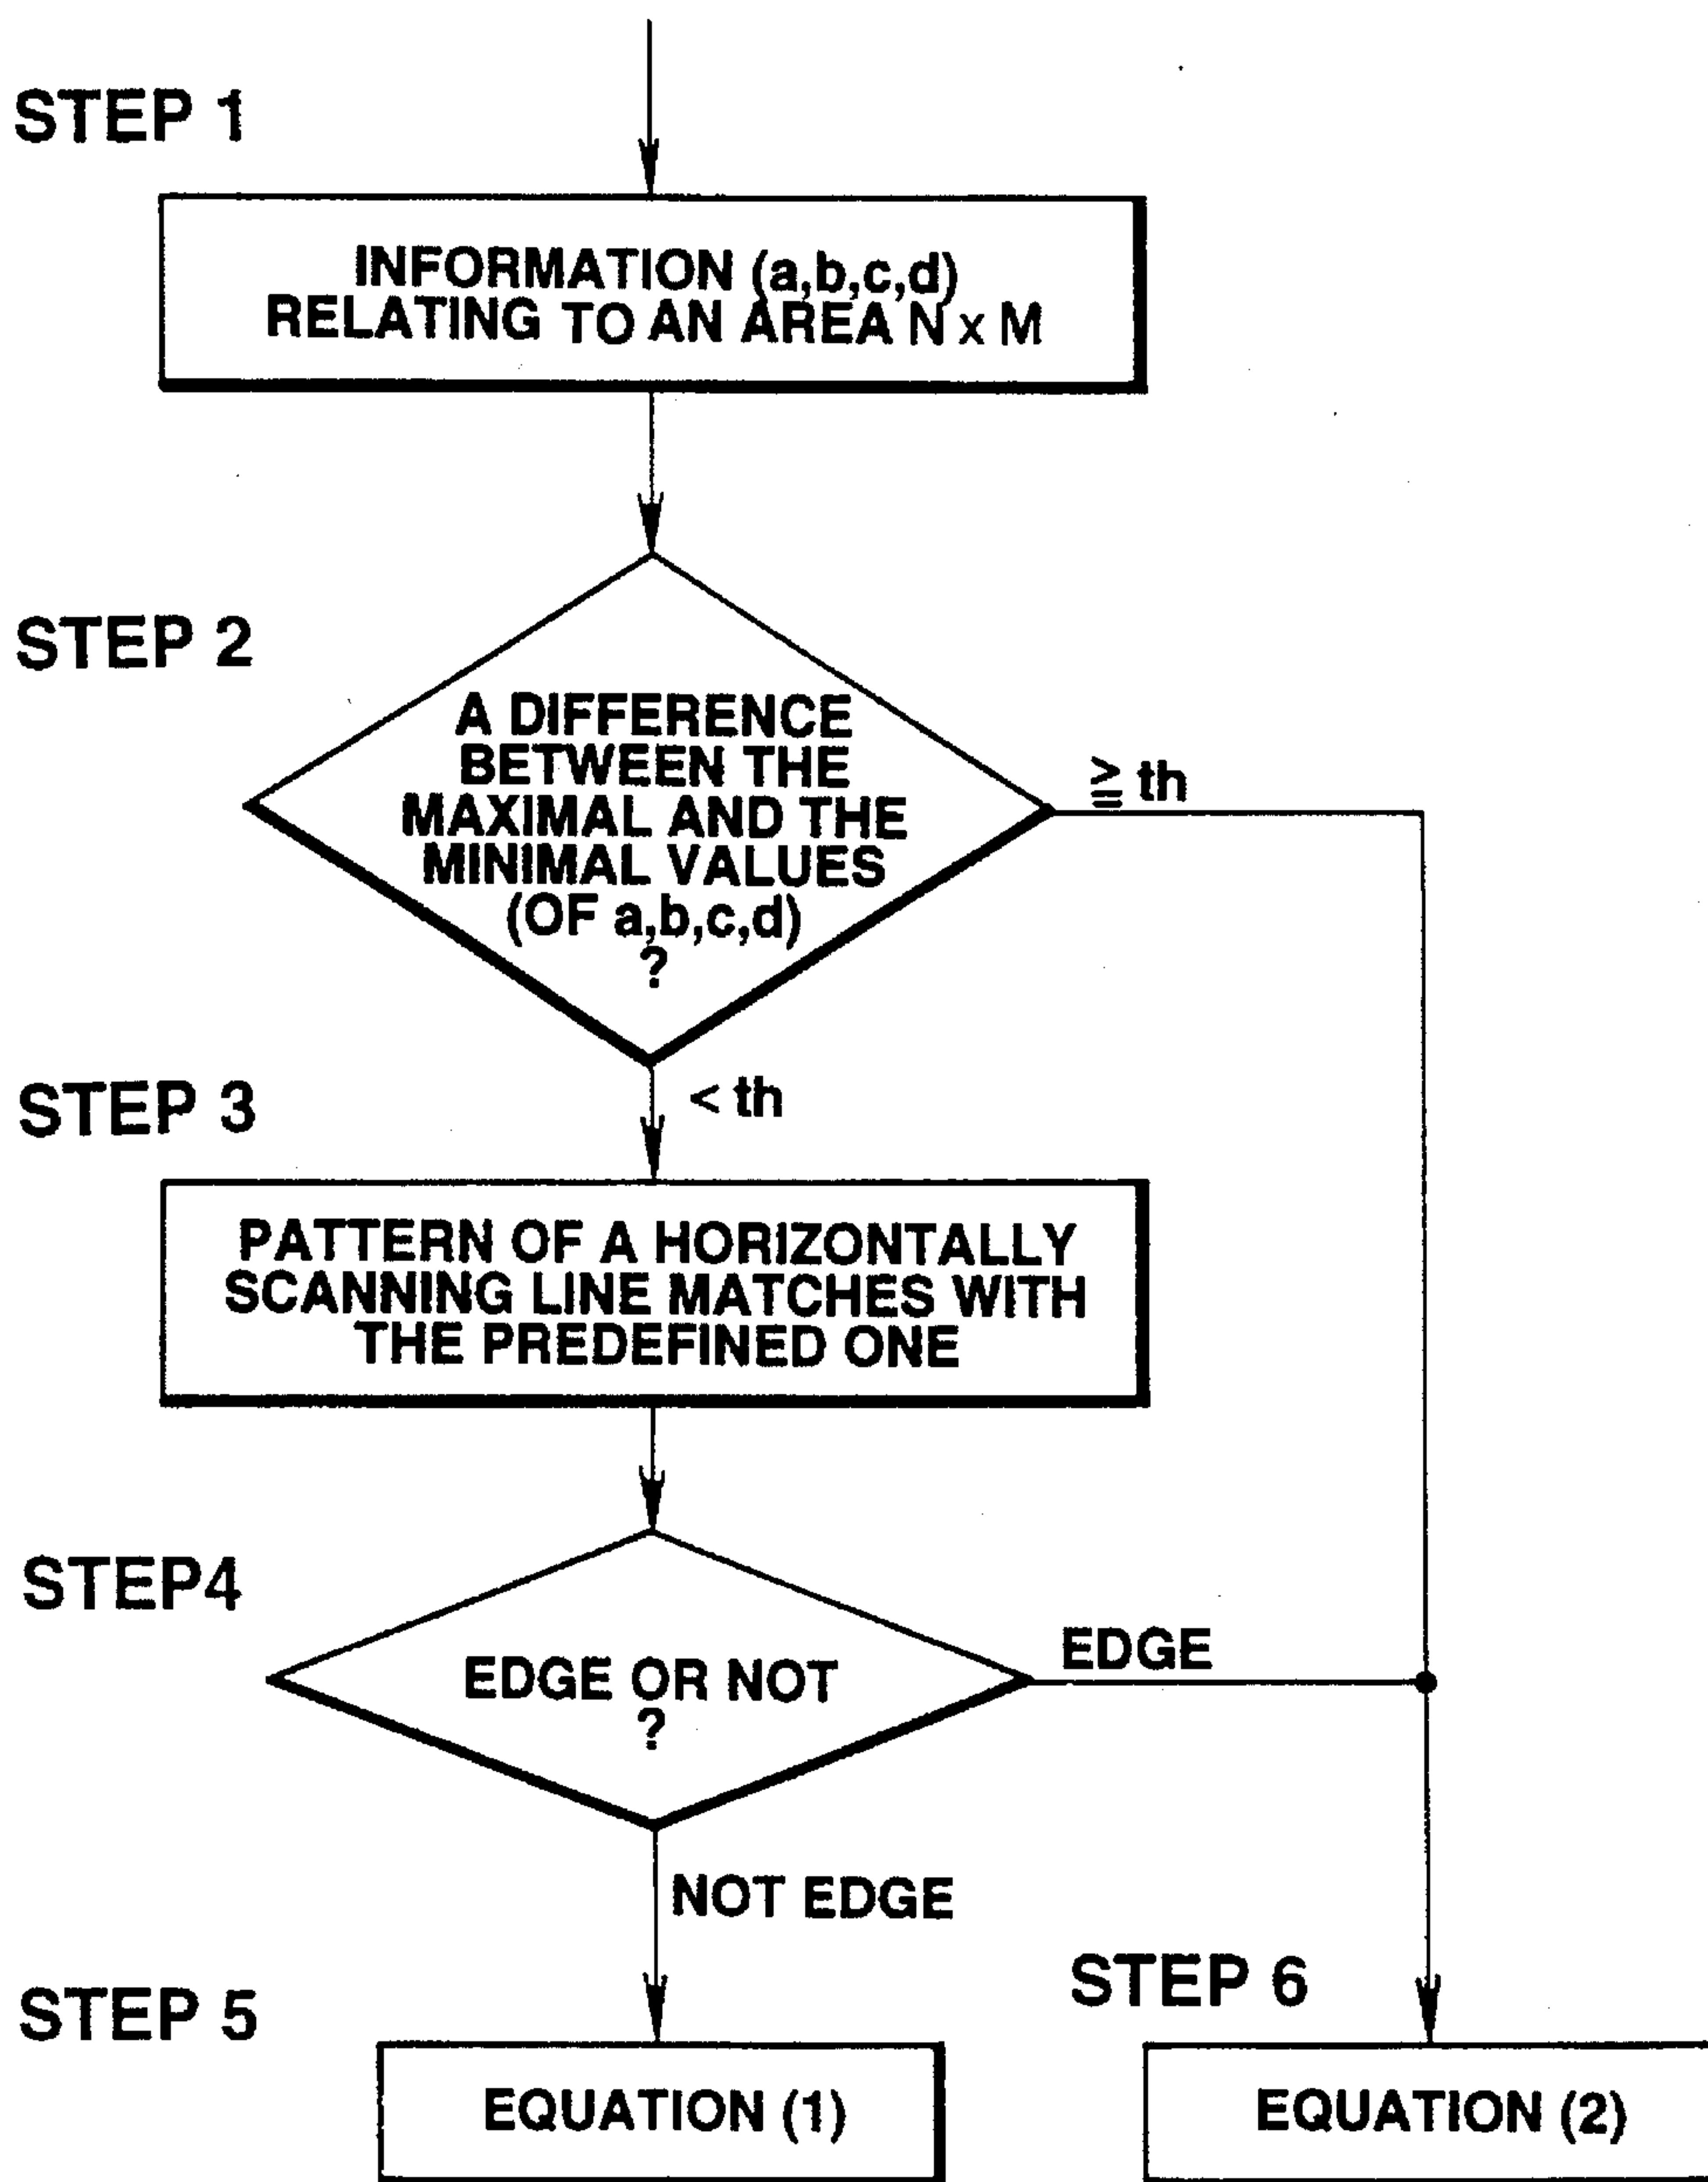 STEP 1
INFORMATION (a,b,c,d)
RELATING TO AN AREA N x M
STEP 2
A DIFFERENCE
BETWEEN THE
MAXIMAL AND THE
MINIMAL VALUES
(OF a,b,c,d)
?
≧ th
STEP 3
< th
PATTERN OF A HORIZONTALLY
SCANNING LINE MATCHES WITH
THE PREDEFINED ONE
STEP4
EDGE OR NOT
?
EDGE
NOT EDGE
STEP 5
EQUATION (1)
STEP 6
EQUATION (2)